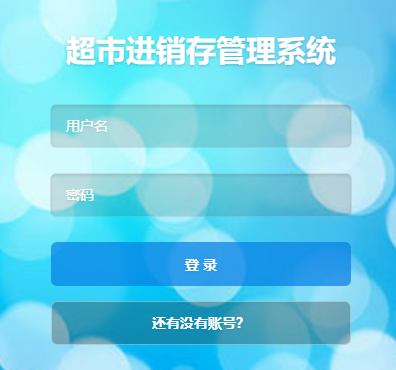 超市进销存管理系统
用户名
密码
登 录
还有没有账号?